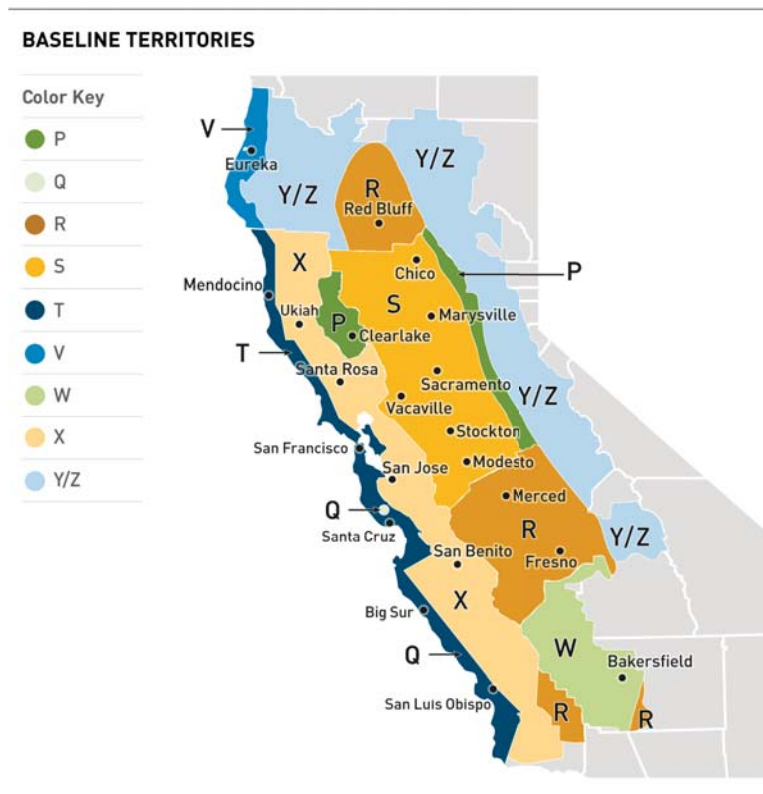 BASELINE TERRITORIES
Color Key
P
Q
R
S
T
V
W
X
Y/Z
V
Eureka
Y/Z
Y/Z
R
Red Bluff
X
Chico
P
Mendocino
S
Ukiah
Marysville
P
Clearlake
T
Santa Rosa
Sacramento
Y/Z
Vacaville
Stockton
San Francisco
San Jose
Modesto
Merced
Q
Santa Cruz
R
Y/Z
San Benito
Fresno
X
Big Sur
W
Q
Bakersfield
San Luis Obispo
R
R